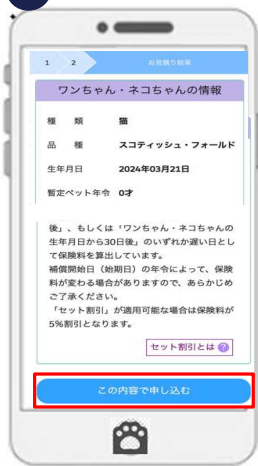 1 2 お見積り結果
ワンちゃん・ネコちゃんの情報
種 類 猫
品 種 スコティッシュ・フォールド
生年月日 2024年03月21日
暫定ペット年令 0才
後」、もしくは「ワンちゃん・ネコちゃんの
生年月日から30日後」のいずれか遅い日とし
て保険料を算出しています。
補償開始日（始期日）の年令によって、保険
料が変わる場合がありますので、あらかじめ
ご了承ください。
「セット割引」が適用可能な場合は保険料が
5%割引となります。
セット割引とは ?
この内容で申し込む